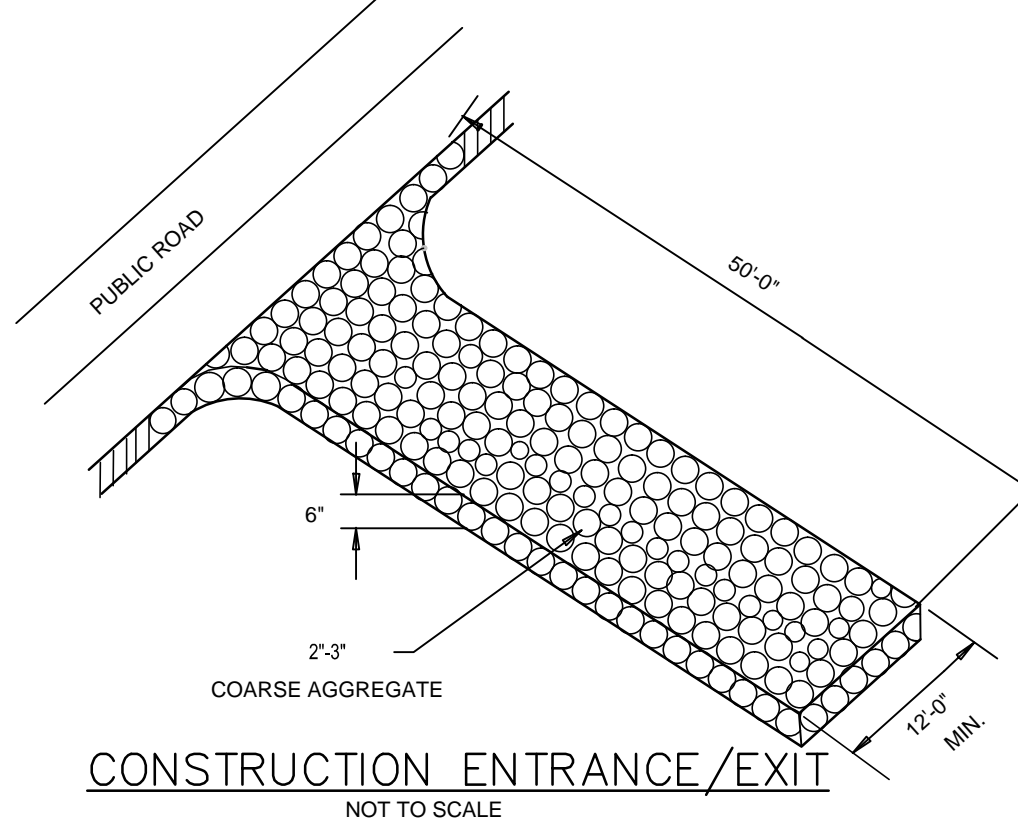 PUBLIC ROAD
50'-0"
6"
2"-3"
COARSE AGGREGATE
12'-0"
MIN.
CONSTRUCTION ENTRANCE/EXIT
NOT TO SCALE